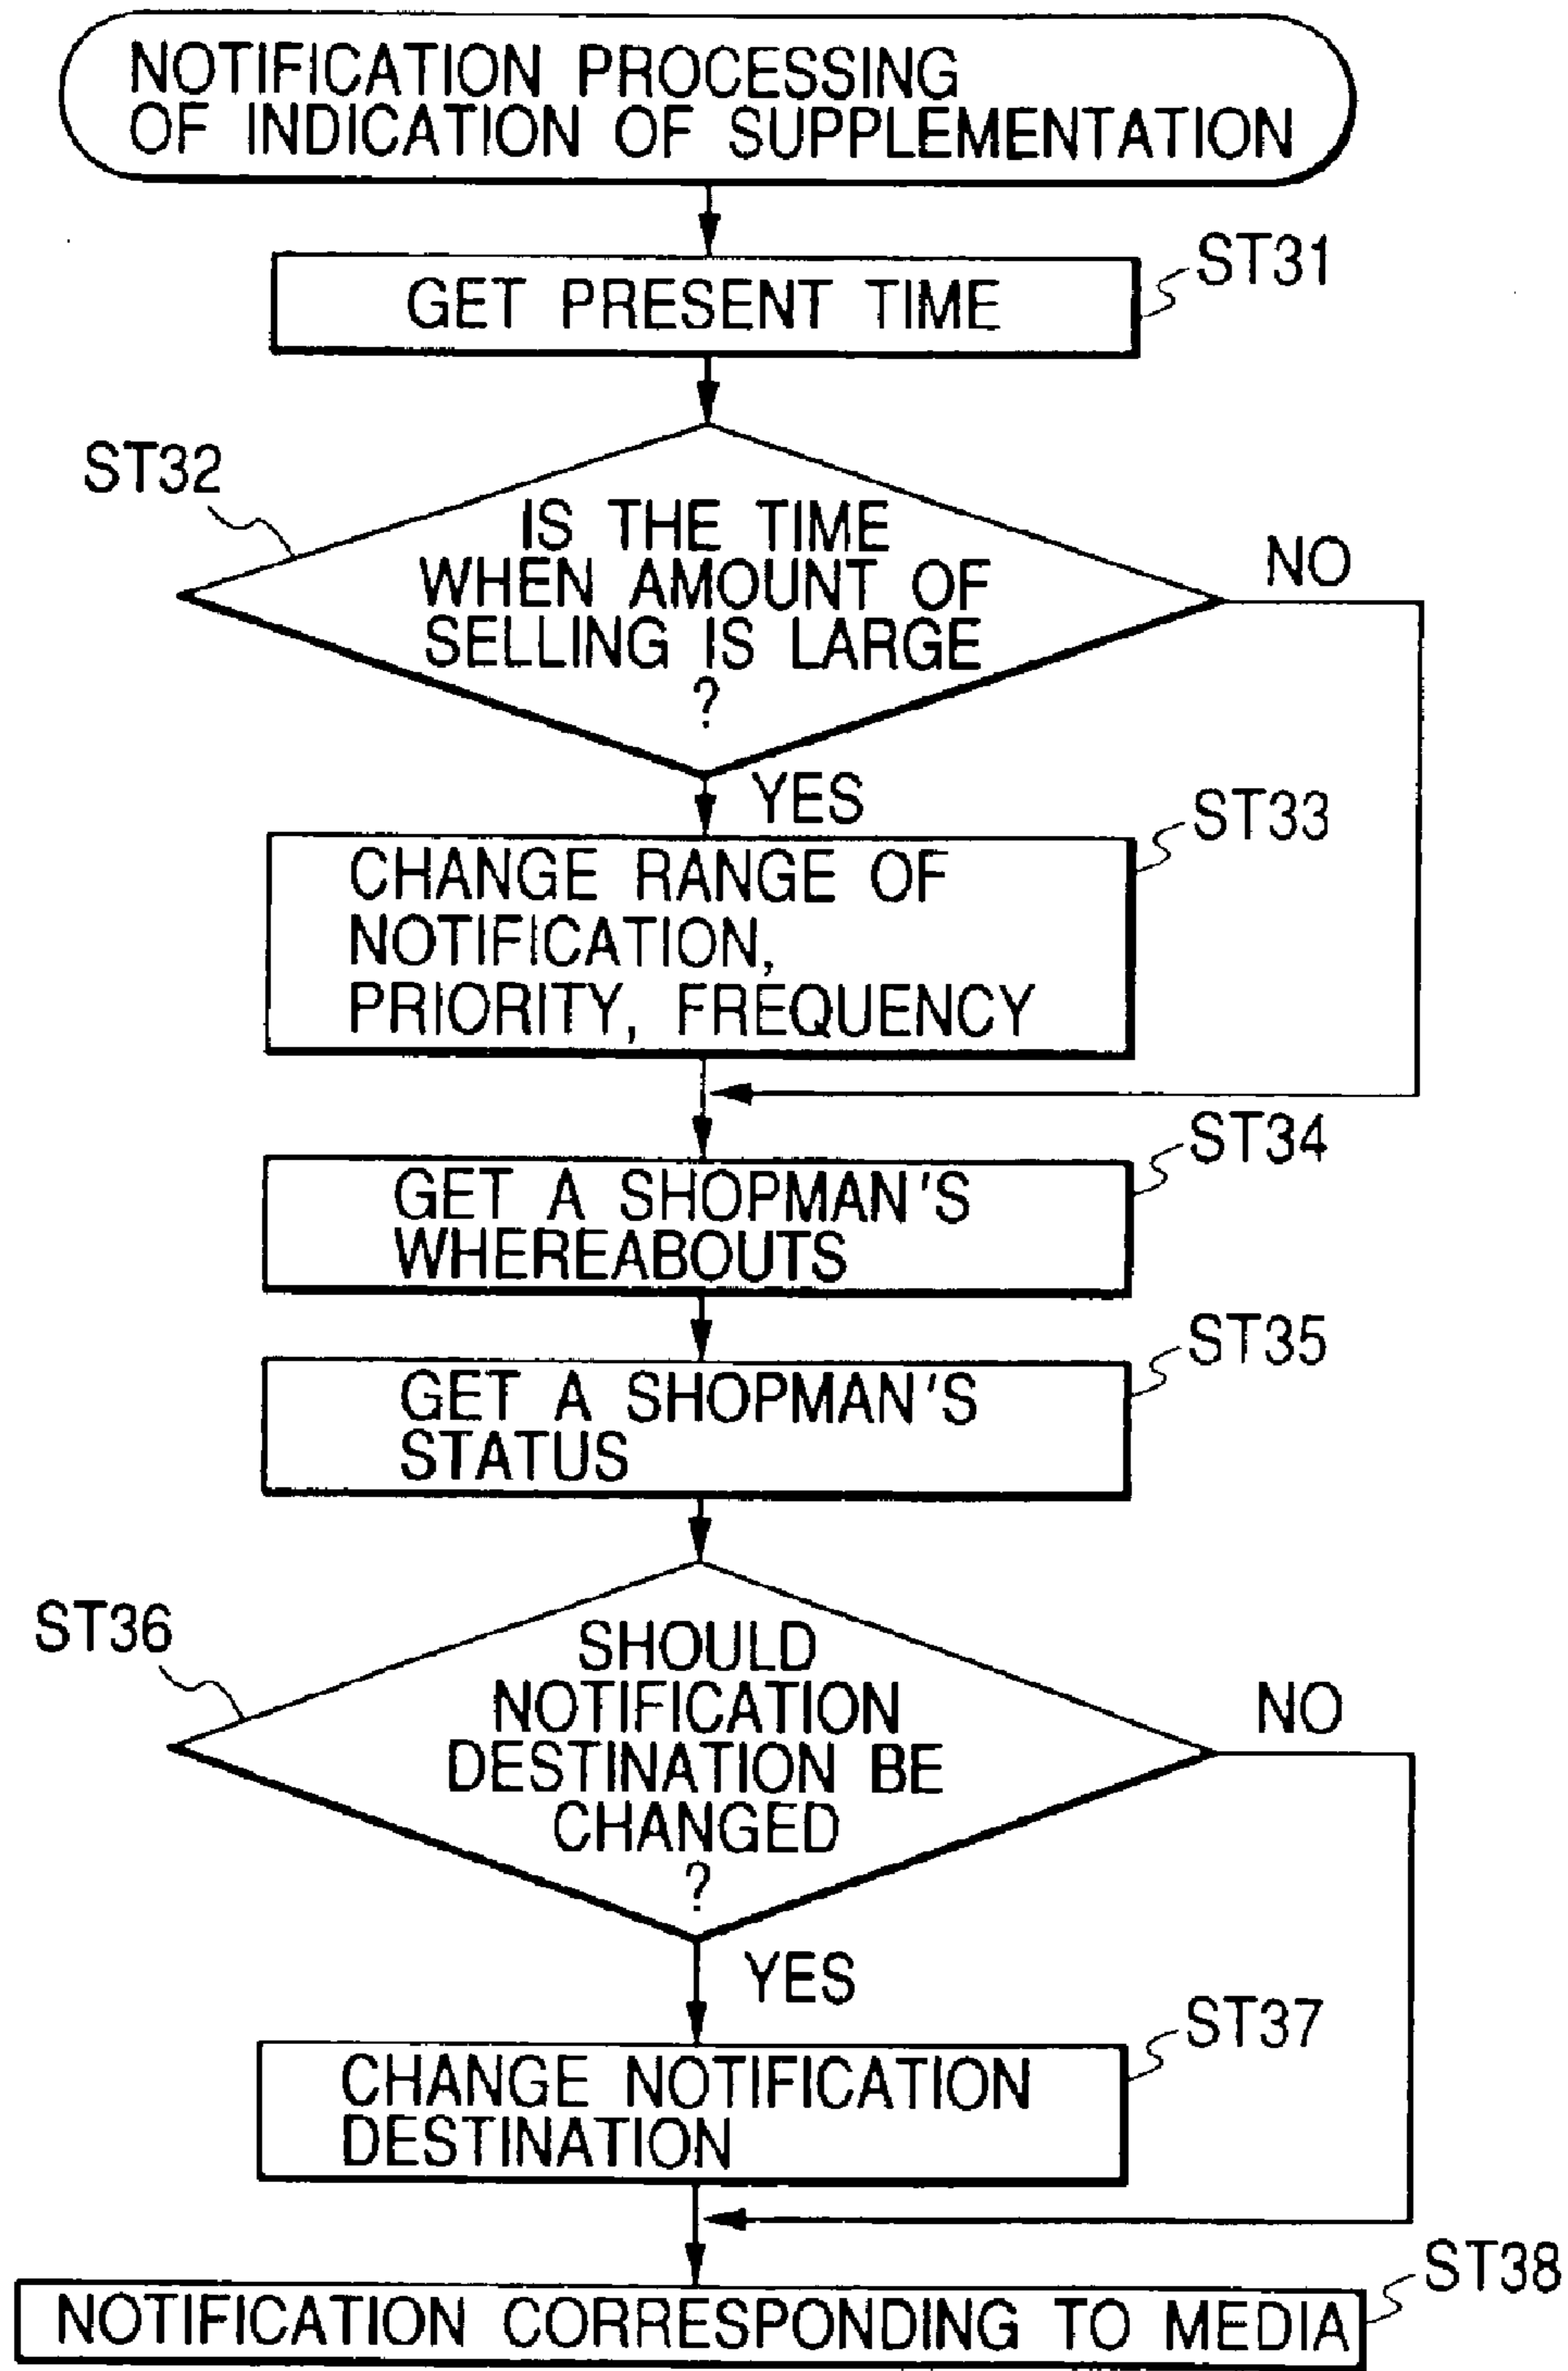 NOTIFICATION PROCESSING
OF INDICATION OF SUPPLEMENTATION
ST31
GET PRESENT TIME
ST32
IS THE TIME
WHEN AMOUNT OF
SELLING IS LARGE
?
NO
YES
ST33
CHANGE RANGE OF
NOTIFICATION,
PRIORITY, FREQUENCY
ST34
GET A SHOPMAN'S
WHEREABOUTS
ST35
GET A SHOPMAN'S
STATUS
ST36
SHOULD
NOTIFICATION
DESTINATION BE
CHANGED
?
NO
YES
ST37
CHANGE NOTIFICATION
DESTINATION
ST38
NOTIFICATION CORRESPONDING TO MEDIA